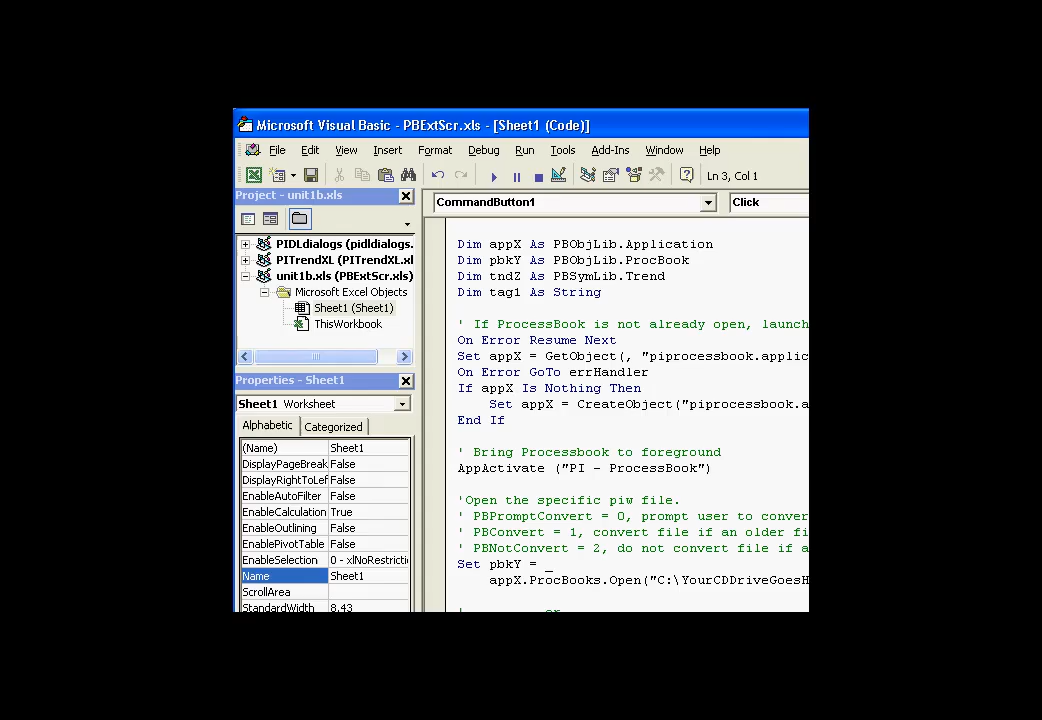 Microsoft Visual Basic - PBExtScr.xls - [Sheet1 (Code)]
File Edit View Insert Format Debug Run Tools Add-Ins Window Help
Ln 3, Col 1
Project - unit1b.xls
PIDLdialogs (pidldialogs.
PITrendXL (PITrendXL.xl
unit1b.xls (PBExtScr.xls)
Microsoft Excel Objects
Sheet1 (Sheet1)
ThisWorkbook
Properties - Sheet1
Sheet1 Worksheet
Alphabetic Categorized
(Name) Sheet1
DisplayPageBreak False
DisplayRightToLef False
EnableAutoFilter False
EnableCalculation True
EnableOutlining False
EnablePivotTable False
EnableSelection 0 - xlNoRestrictio
Name Sheet1
ScrollArea
StandardWidth 8.43
CommandButton1 Click
Dim appX As PBObjLib.Application
Dim pbkY As PBObjLib.ProcBook
Dim tndZ As PBSymLib.Trend
Dim tag1 As String
' If ProcessBook is not already open, launch
On Error Resume Next
Set appX = GetObject(, "piprocessbook.applic
On Error GoTo errHandler
If appX Is Nothing Then
Set appX = CreateObject("piprocessbook.a
End If
' Bring Processbook to foreground
AppActivate ("PI - ProcessBook")
'Open the specific piw file.
' PBPromptConvert = 0, prompt user to conver
' PBConvert = 1, convert file if an older fi
' PBNotConvert = 2, do not convert file if a
Set pbkY = _
appX.ProcBooks.Open("C:\YourCDDriveGoesH